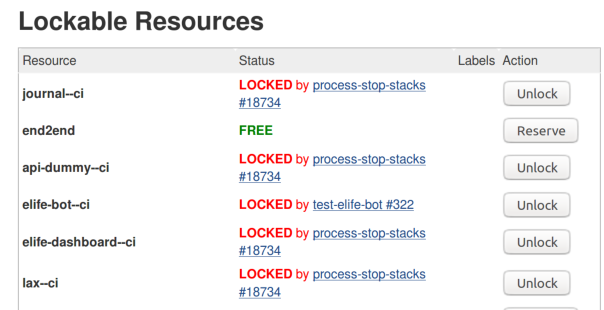 Lockable Resources
Resource Status Labels Action
journal--ci LOCKED by process-stop-stacks #18734 Unlock
end2end FREE Reserve
api-dummy--ci LOCKED by process-stop-stacks #18734 Unlock
elife-bot--ci LOCKED by test-elife-bot #322 Unlock
elife-dashboard--ci LOCKED by process-stop-stacks #18734 Unlock
lax--ci LOCKED by process-stop-stacks #18734 Unlock